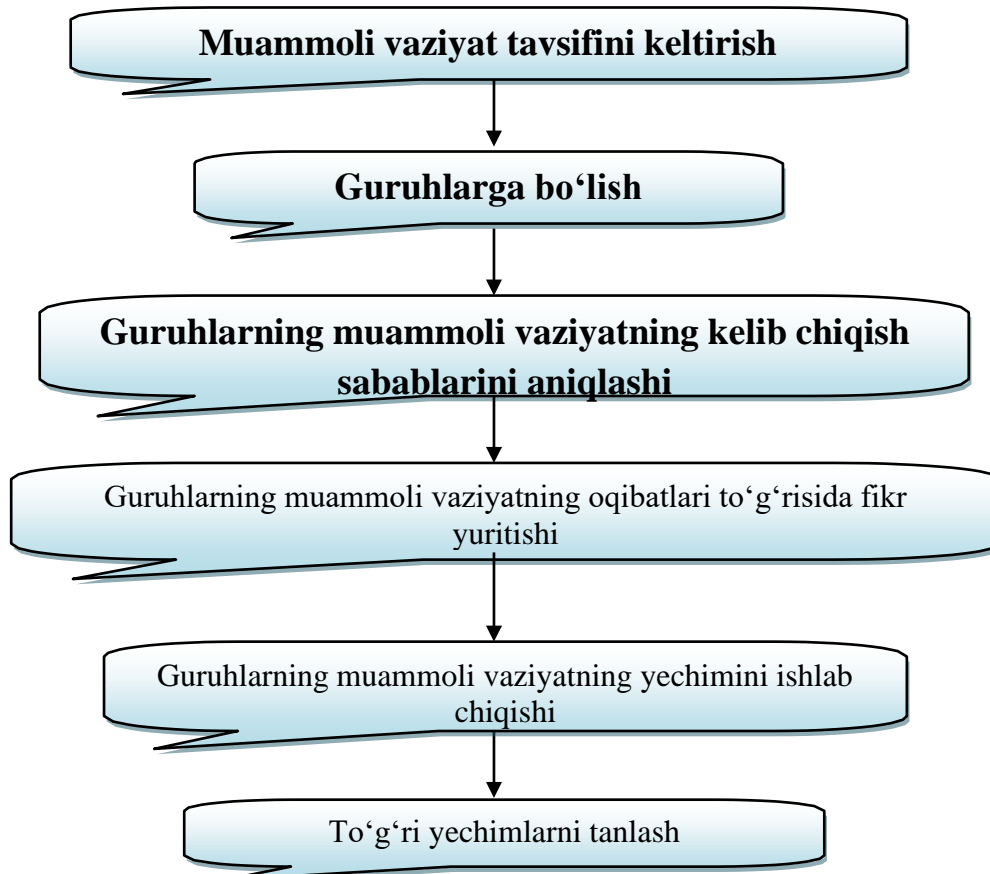 Muammoli vaziyat tavsifini keltirish
Guruhlarga bo‘lish
Guruhlarning muammoli vaziyatning kelib chiqish
sabablarini aniqlashi
Guruhlarning muammoli vaziyatning oqibatlari to‘g‘risida fikr
yuritishi
Guruhlarning muammoli vaziyatning yechimini ishlab
chiqishi
To‘g‘ri yechimlarni tanlash